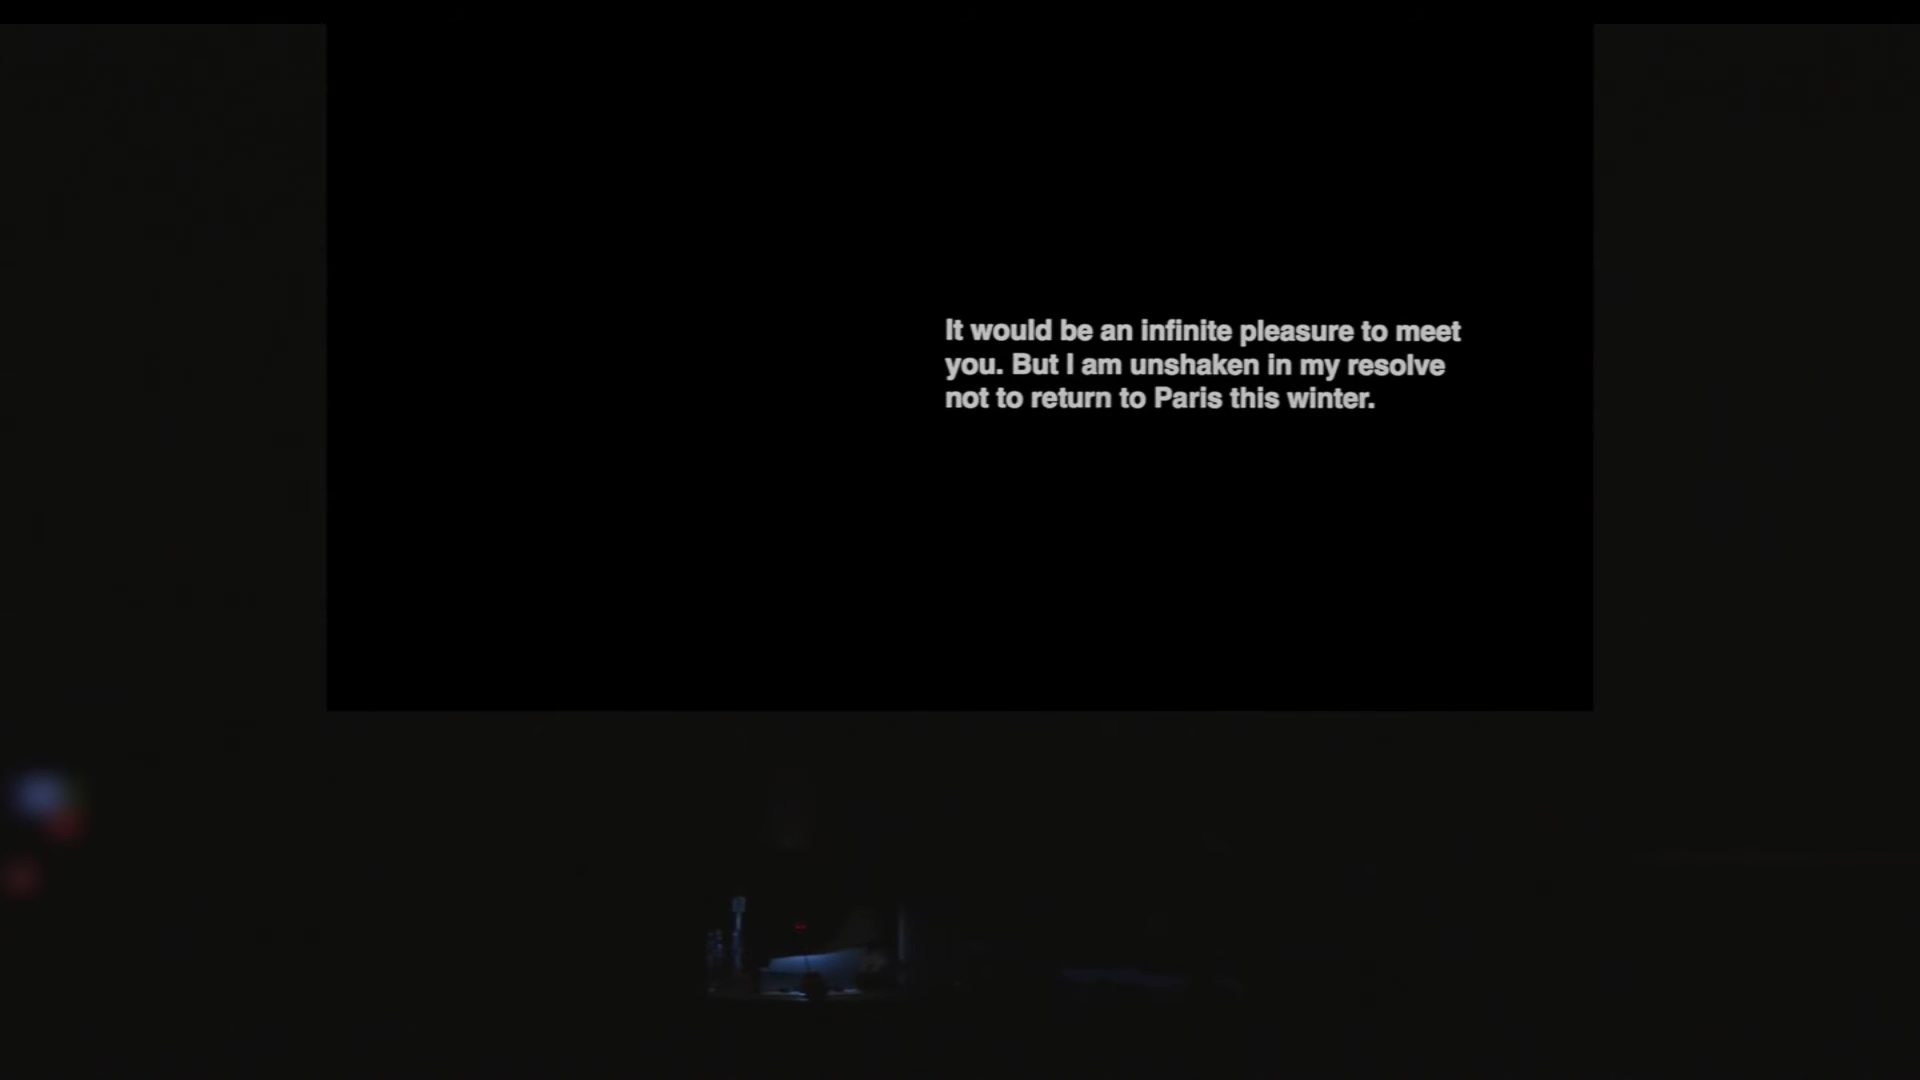 It would be an infinite pleasure to meet
you. But I am unshaken in my resolve
not to return to Paris this winter.